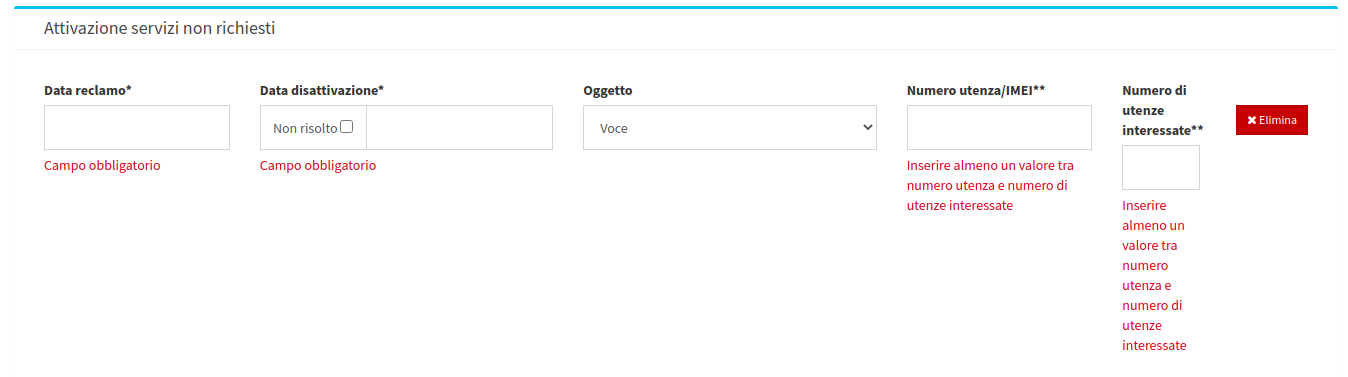 Attivazione servizi non richiesti
Data reclamo*
Campo obbligatorio
Data disattivazione*
Non risolto
Campo obbligatorio
Oggetto
Voce
Numero utenza/IMEI**
Inserire almeno un valore tra
numero utenza e numero di
utenze interessate
Numero di
utenze
interessate**
Inserire
almeno un
valore tra
numero
utenza e
numero di
utenze
interessate
Elimina